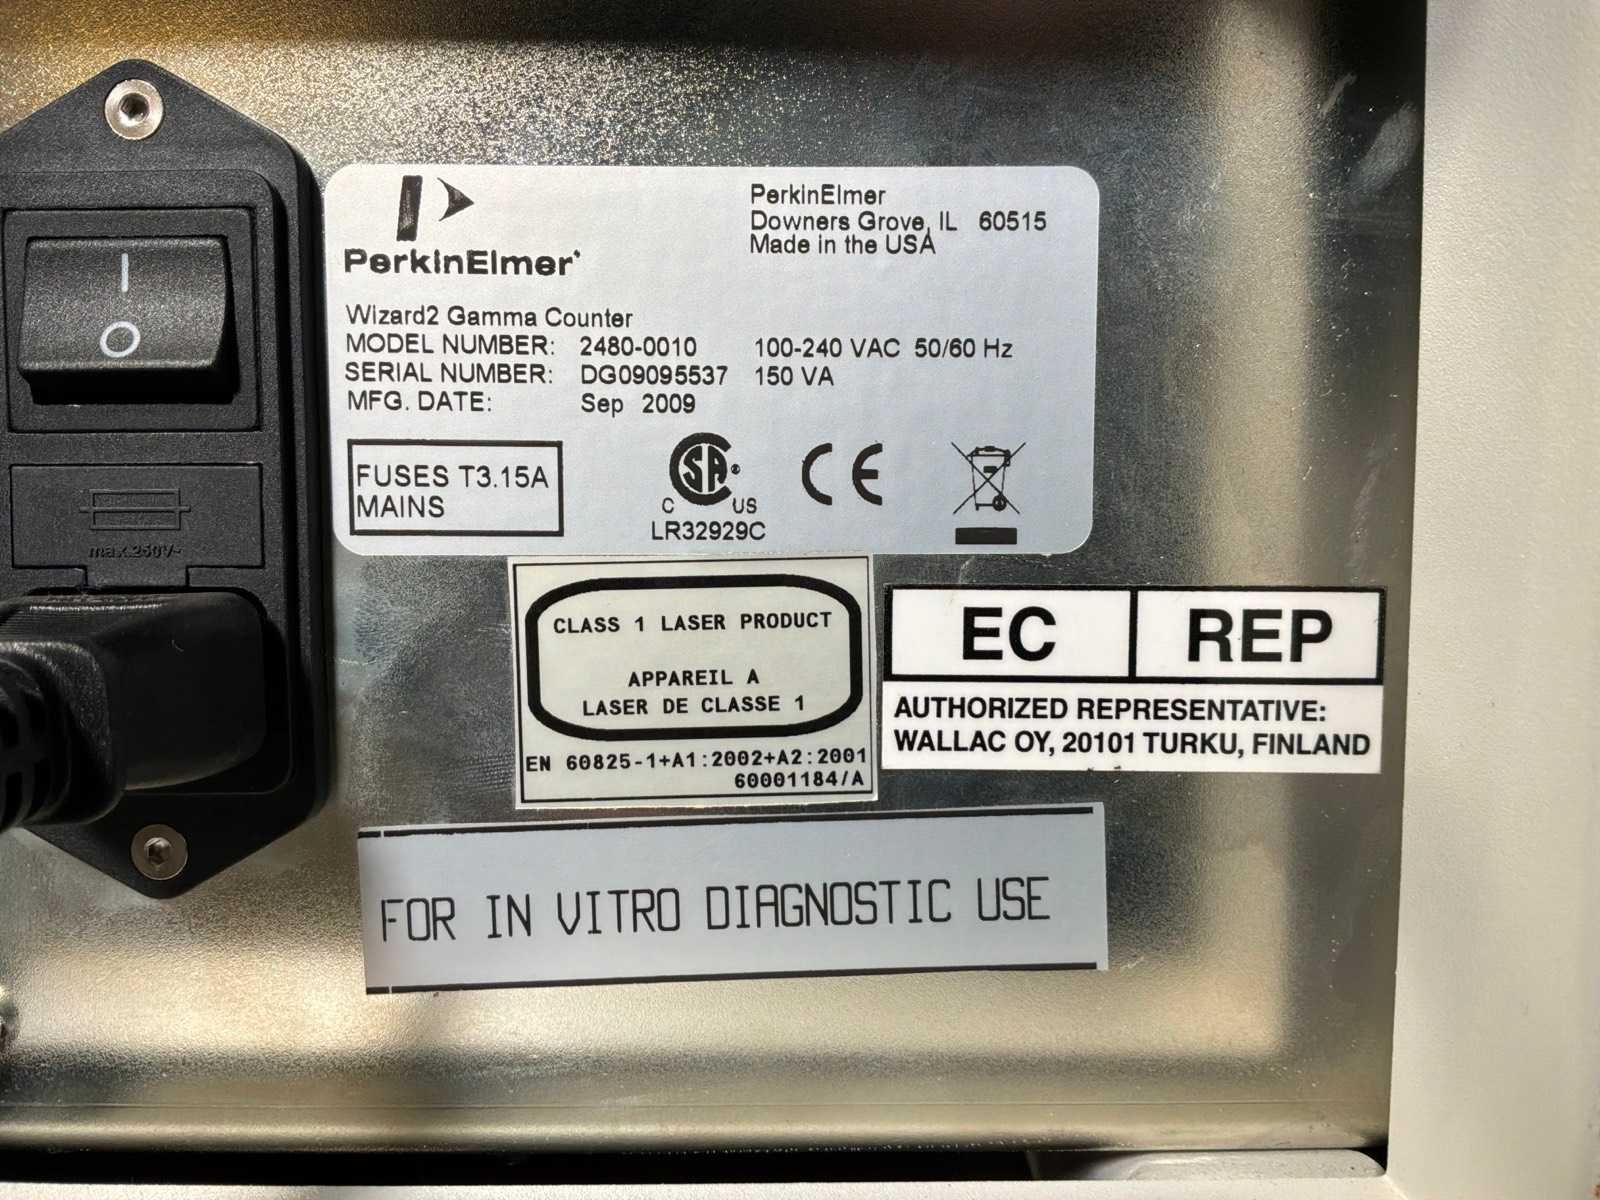 PerkinElmer
Downers Grove, IL 60515
Made in the USA
PerkinElmer
Wizard2 Gamma Counter
MODEL NUMBER: 2480-0010 100-240 VAC 50/60 Hz
SERIAL NUMBER: DG09095537 150 VA
MFG. DATE: Sep 2009
FUSES T3.15A
MAINS
SA
C US
LR32929C
CE
max.250V~
CLASS 1 LASER PRODUCT
APPAREIL A
LASER DE CLASSE 1
EN 60825-1+A1:2002+A2:2001
60001184/A
EC REP
AUTHORIZED REPRESENTATIVE:
WALLAC OY, 20101 TURKU, FINLAND
FOR IN VITRO DIAGNOSTIC USE